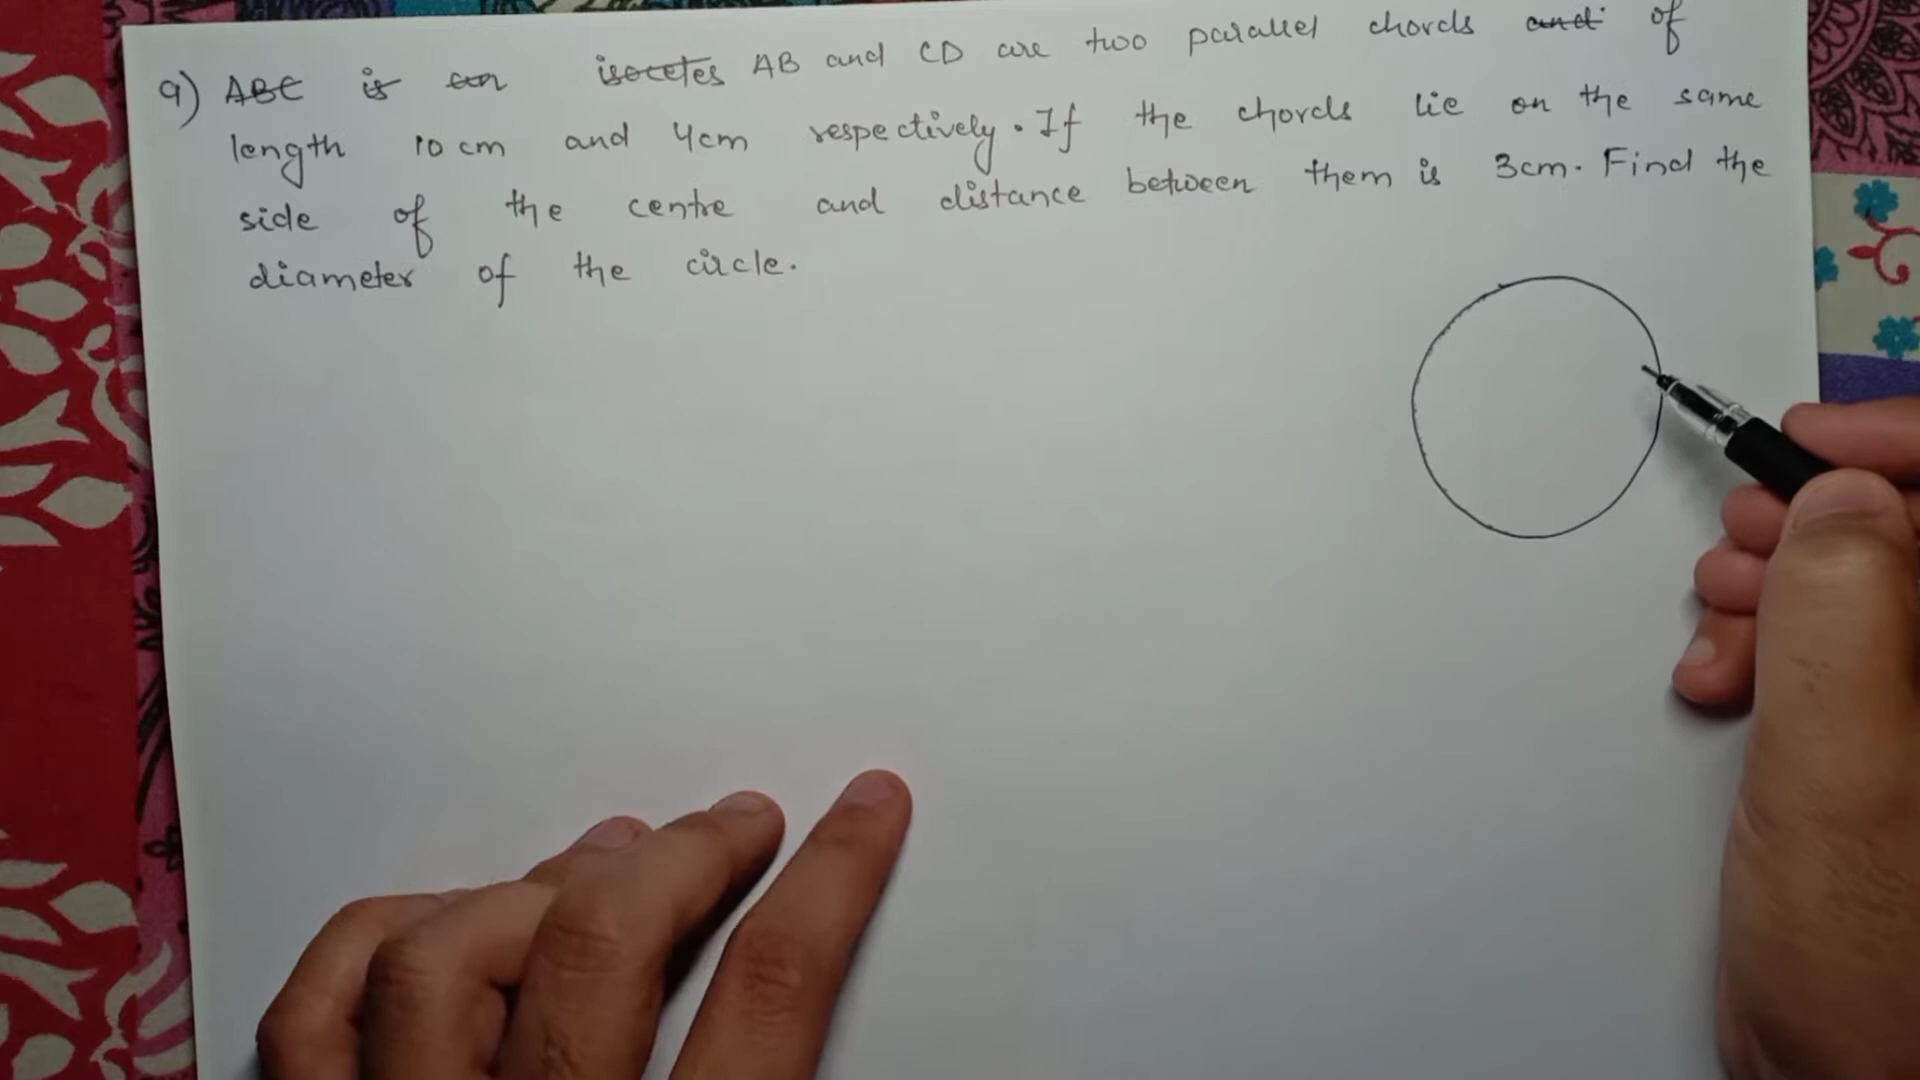 9) ABC is an isoceles AB and CD are two parallel chords and of
length 10 cm and 4cm respectively. If the chords lie on the same
side of the centre and distance between them is 3cm. Find the
diameter of the circle.